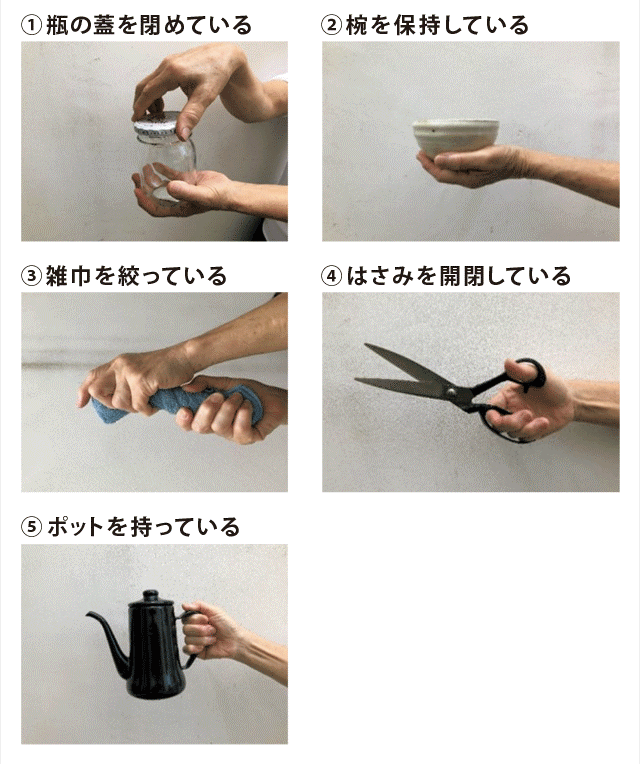 ①瓶の蓋を閉めている
②椀を保持している
③雑巾を絞っている
④はさみを開閉している
⑤ポットを持っている